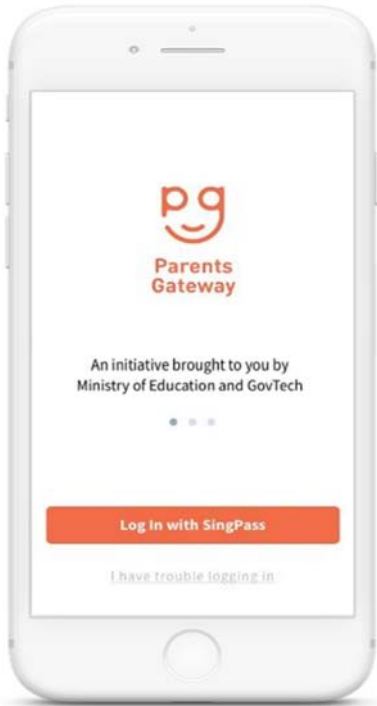 pg
Parents
Gateway
An initiative brought to you by
Ministry of Education and GovTech
Log In with SingPass
I have trouble logging in